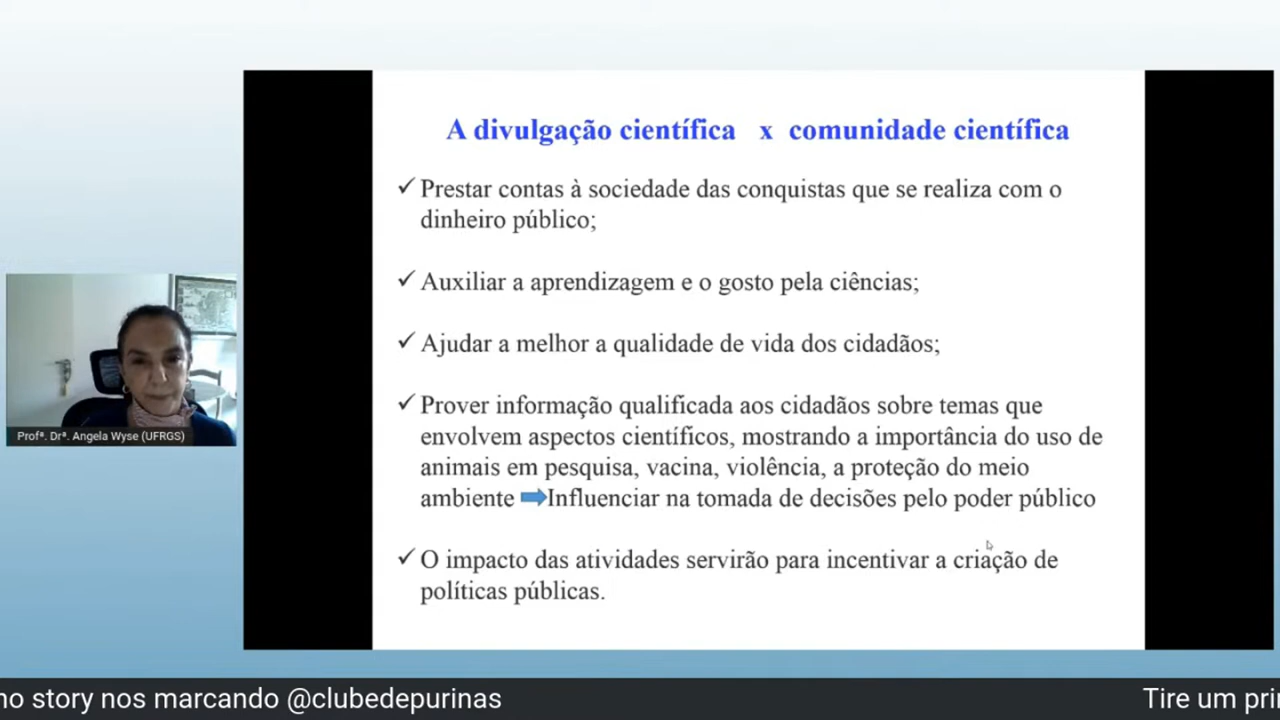 A divulgação científica x comunidade científica
✓ Prestar contas à sociedade das conquistas que se realiza com o
dinheiro público;
✓ Auxiliar a aprendizagem e o gosto pela ciências;
✓ Ajudar a melhor a qualidade de vida dos cidadãos;
✓ Prover informação qualificada aos cidadãos sobre temas que
envolvem aspectos científicos, mostrando a importância do uso de
animais em pesquisa, vacina, violência, a proteção do meio
ambiente ➡Influenciar na tomada de decisões pelo poder público
✓ O impacto das atividades servirão para incentivar a criação de
políticas públicas.
Profª. Drª. Angela Wyse (UFRGS)
no story nos marcando @clubedepurinas
Tire um pri